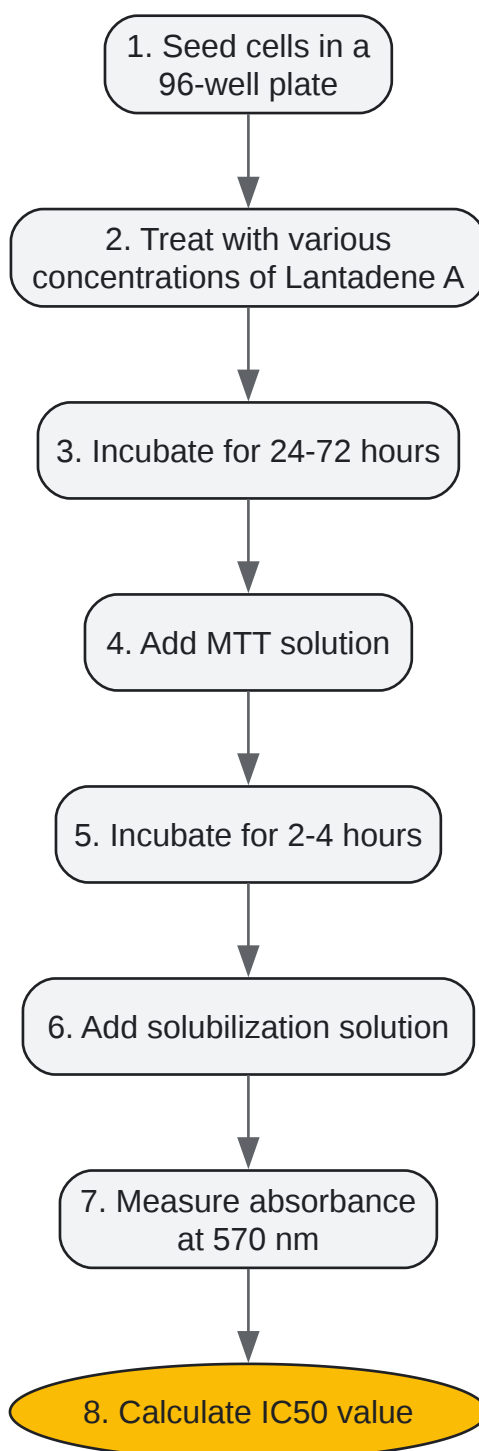 1. Seed cells in a
96-well plate
2. Treat with various
concentrations of Lantadene A
3. Incubate for 24-72 hours
4. Add MTT solution
5. Incubate for 2-4 hours
6. Add solubilization solution
7. Measure absorbance
at 570 nm
8. Calculate IC50 value